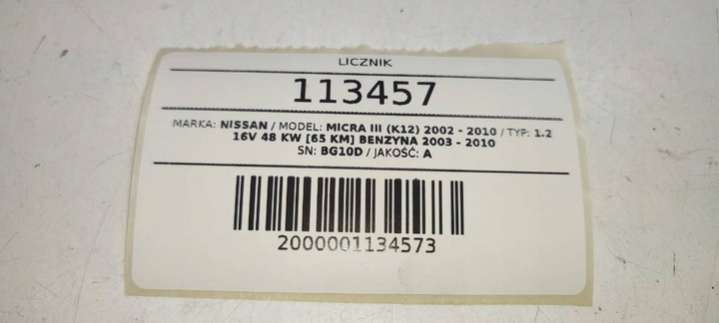 LICZNIK
113457
MARKA: NISSAN / MODEL: MICRA III (K12) 2002 - 2010 / TYP: 1.2
16V 48 KW [65 KM] BENZYNA 2003 - 2010
SN: BG10D / JAKOŚĆ: A
2000001134573